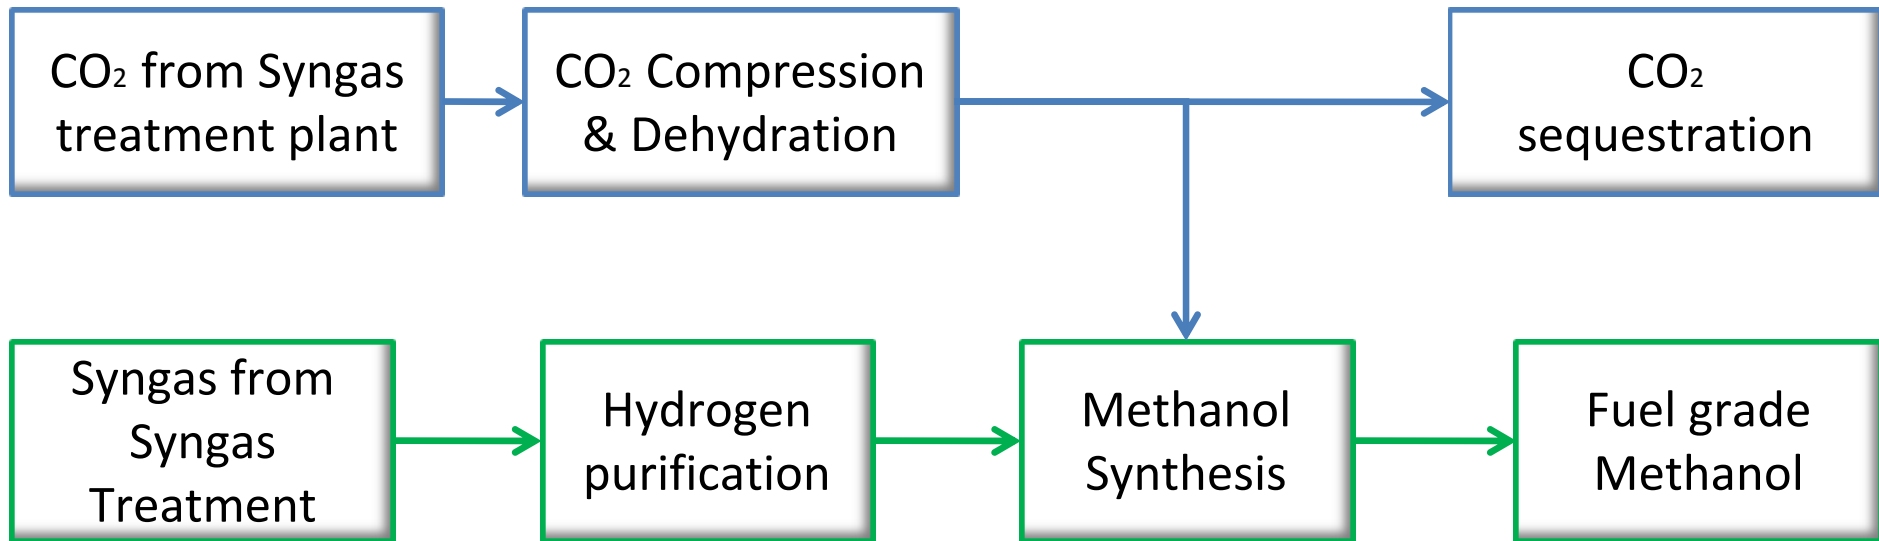 CO₂ from Syngas
treatment plant
CO₂ Compression
& Dehydration
CO₂
sequestration
Syngas from
Syngas
Treatment
Hydrogen
purification
Methanol
Synthesis
Fuel grade
Methanol